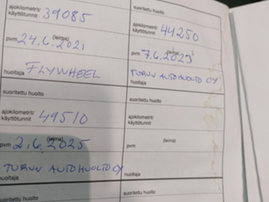 ajokilometrit/
käyttötunnit 39085
pvm 24.6.2021 (leima)
huoltaja FLYWHEEL
suoritettu huolto
ajokilometrit/
käyttötunnit 49510
pvm 2.6.2025 (leima)
huoltaja
TURUN AUTOHUOLTO OY
suoritettu huolto
ajokilometrit/
käyttötunnit 44250
pvm 7.6.2023 (leima)
huoltaja TURUN AUTOHUOLTO OY
suoritettu huolto
ajokilometrit/
käyttötunnit
pvm (leima)
huoltaja
suoritettu huolto